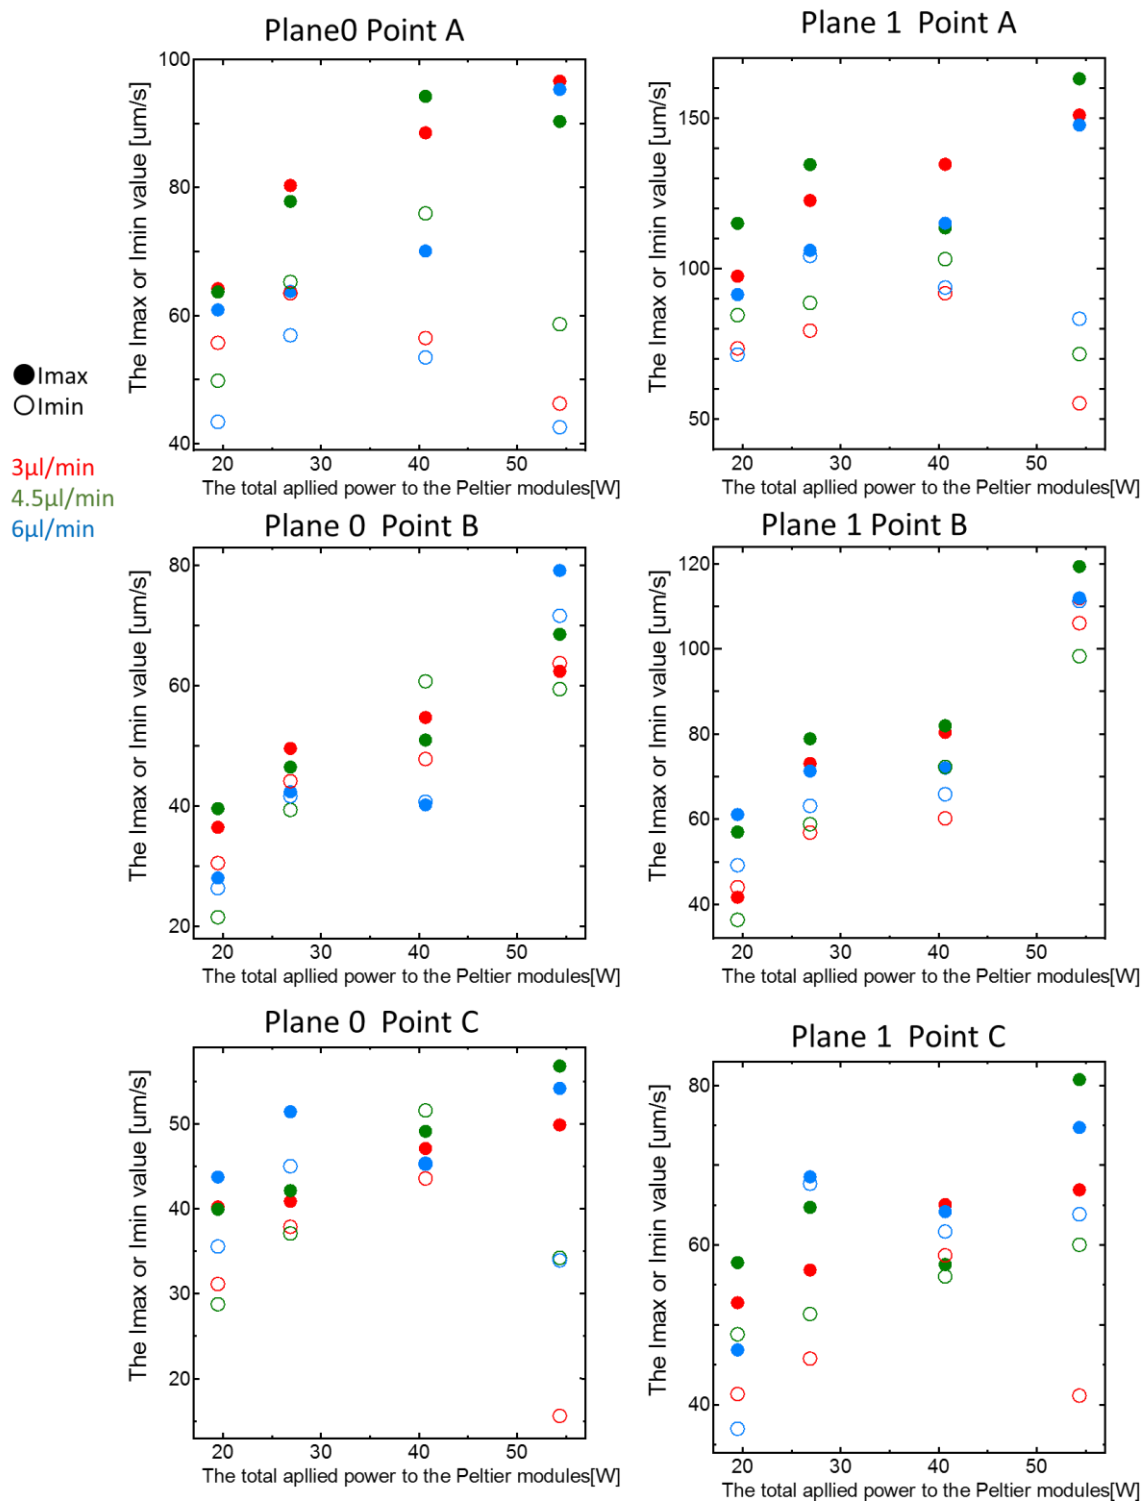 Plane0 Point A
The Imax or Imin value [um/s]
100
80
60
40
20 30 40 50
The total apllied power to the Peltier modules[W]
Plane 1 Point A
The Imax or Imin value [um/s]
150
100
50
20 30 40 50
The total apllied power to the Peltier modules[W]
Imax
Imin
3μl/min
4.5μl/min
6μl/min
Plane 0 Point B
The Imax or Imin value [um/s]
80
60
40
20
20 30 40 50
The total apllied power to the Peltier modules[W]
Plane 1 Point B
The Imax or Imin value [um/s]
120
100
80
60
40
20 30 40 50
The total apllied power to the Peltier modules[W]
Plane 0 Point C
The Imax or Imin value [um/s]
50
40
30
20
20 30 40 50
The total apllied power to the Peltier modules[W]
Plane 1 Point C
The Imax or Imin value [um/s]
80
60
40
20 30 40 50
The total apllied power to the Peltier modules[W]